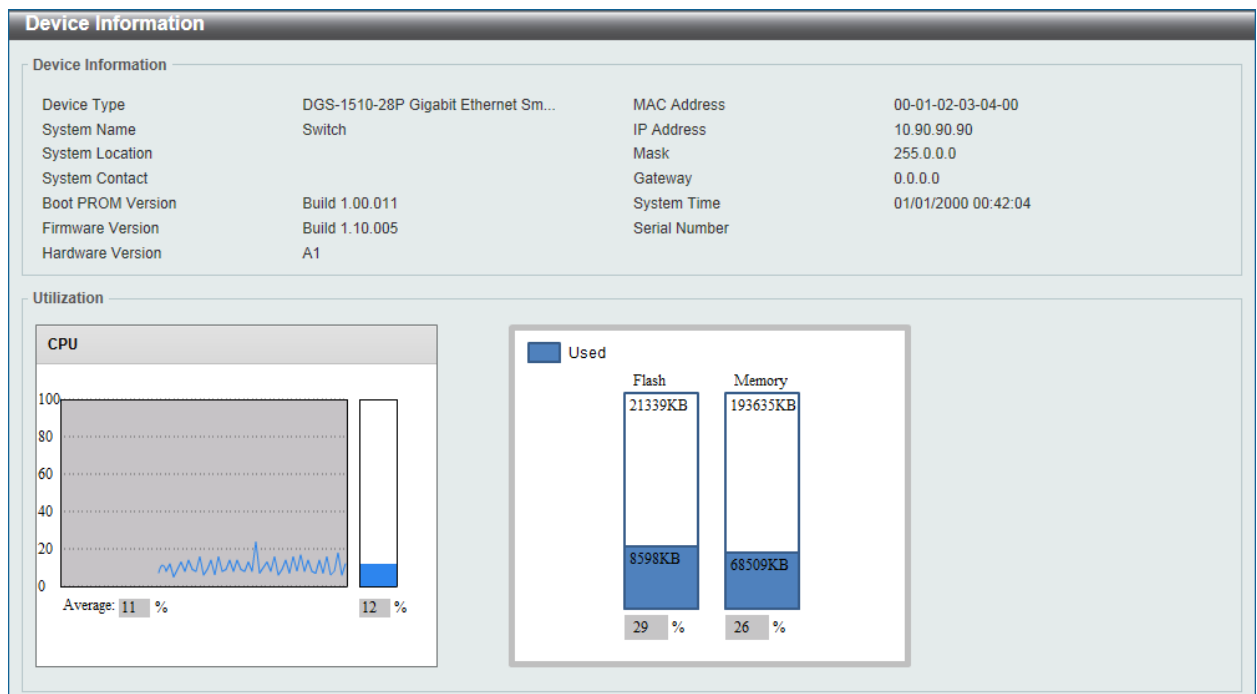 Device Information
Device Information
Device Type DGS-1510-28P Gigabit Ethernet Sm... MAC Address 00-01-02-03-04-00
System Name Switch IP Address 10.90.90.90
System Location Mask 255.0.0.0
System Contact Gateway 0.0.0.0
Boot PROM Version Build 1.00.011 System Time 01/01/2000 00:42:04
Firmware Version Build 1.10.005 Serial Number
Hardware Version A1
Utilization
CPU
100
80
60
40
20
0
Average: 11 % 12 %
Used
Flash Memory
21339KB 193635KB
8598KB 68509KB
29 % 26 %